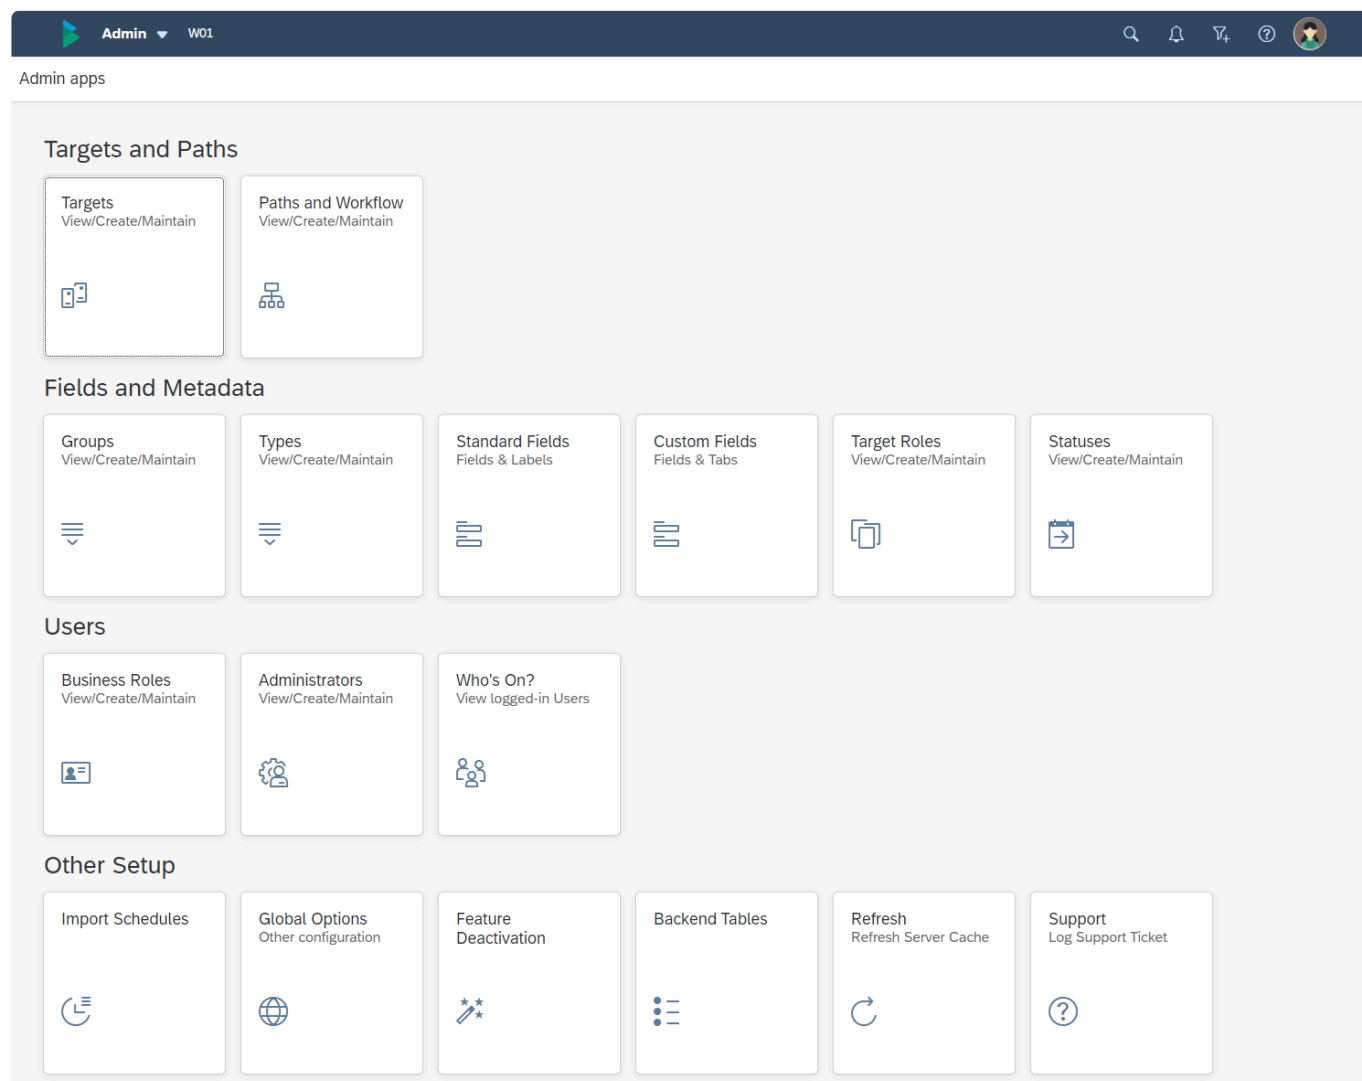 Admin W01
Admin apps
Targets and Paths
Targets
View/Create/Maintain
Paths and Workflow
View/Create/Maintain
Fields and Metadata
Groups
View/Create/Maintain
Types
View/Create/Maintain
Standard Fields
Fields & Labels
Custom Fields
Fields & Tabs
Target Roles
View/Create/Maintain
Statuses
View/Create/Maintain
Users
Business Roles
View/Create/Maintain
Administrators
View/Create/Maintain
Who's On?
View logged-in Users
Other Setup
Import Schedules
Global Options
Other configuration
Feature
Deactivation
Backend Tables
Refresh
Refresh Server Cache
Support
Log Support Ticket